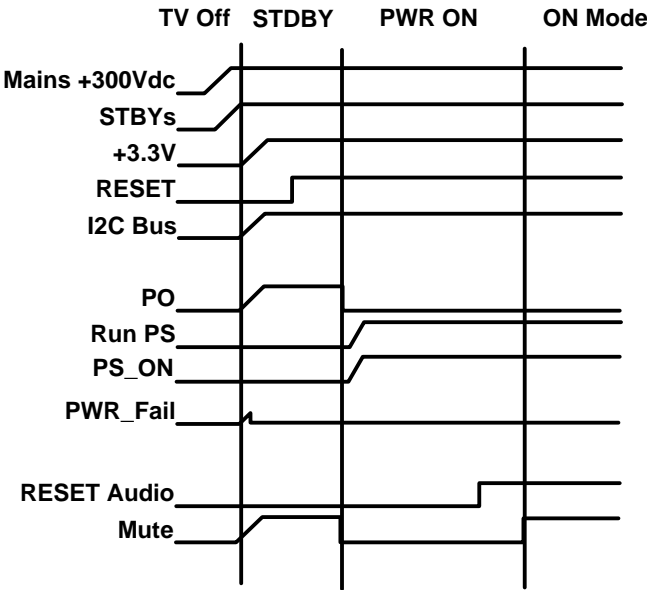 TV Off STDBY PWR ON ON Mode
Mains +300Vdc
STBYs
+3.3V
RESET
I2C Bus
PO
Run PS
PS_ON
PWR_Fail
RESET Audio
Mute